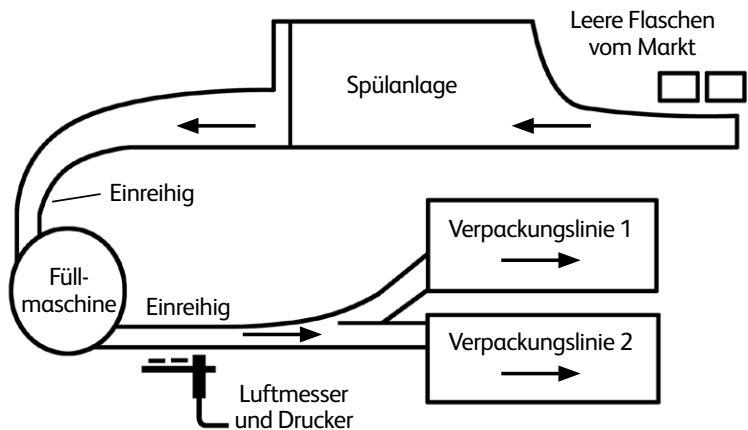 Leere Flaschen
vom Markt
Spülanlage
Einreihig
Verpackungslinie 1
Füll-
maschine
Einreihig
Verpackungslinie 2
Luftmesser
und Drucker